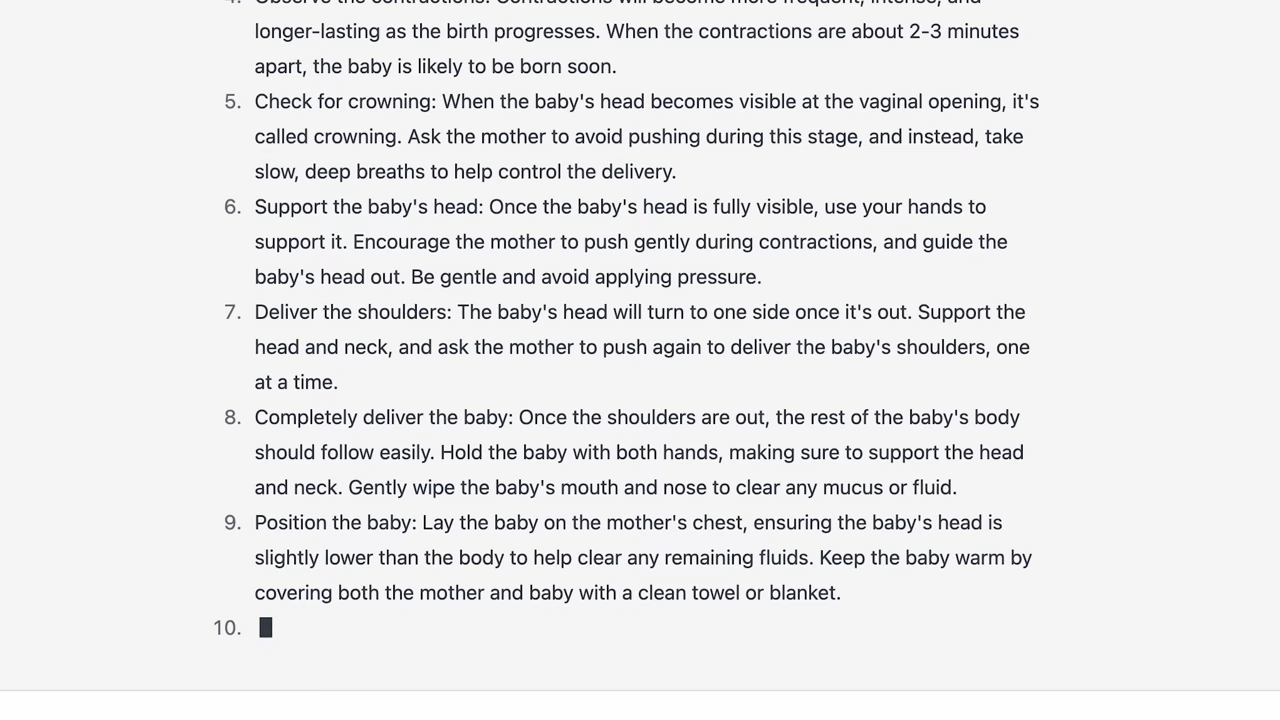 4. Observe the contractions: Contractions will become more frequent, intense, and
longer-lasting as the birth progresses. When the contractions are about 2-3 minutes
apart, the baby is likely to be born soon.
5. Check for crowning: When the baby's head becomes visible at the vaginal opening, it's
called crowning. Ask the mother to avoid pushing during this stage, and instead, take
slow, deep breaths to help control the delivery.
6. Support the baby's head: Once the baby's head is fully visible, use your hands to
support it. Encourage the mother to push gently during contractions, and guide the
baby's head out. Be gentle and avoid applying pressure.
7. Deliver the shoulders: The baby's head will turn to one side once it's out. Support the
head and neck, and ask the mother to push again to deliver the baby's shoulders, one
at a time.
8. Completely deliver the baby: Once the shoulders are out, the rest of the baby's body
should follow easily. Hold the baby with both hands, making sure to support the head
and neck. Gently wipe the baby's mouth and nose to clear any mucus or fluid.
9. Position the baby: Lay the baby on the mother's chest, ensuring the baby's head is
slightly lower than the body to help clear any remaining fluids. Keep the baby warm by
covering both the mother and baby with a clean towel or blanket.
10.